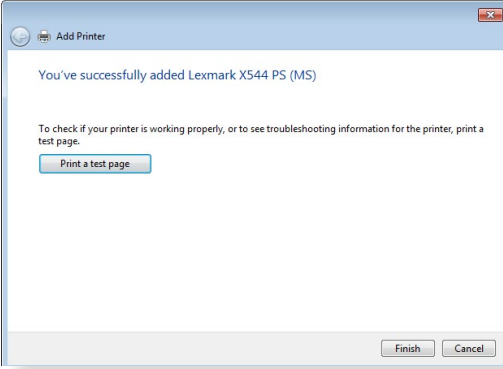 Add Printer
You've successfully added Lexmark X544 PS (MS)
To check if your printer is working properly, or to see troubleshooting information for the printer, print a
test page.
Print a test page
Finish Cancel